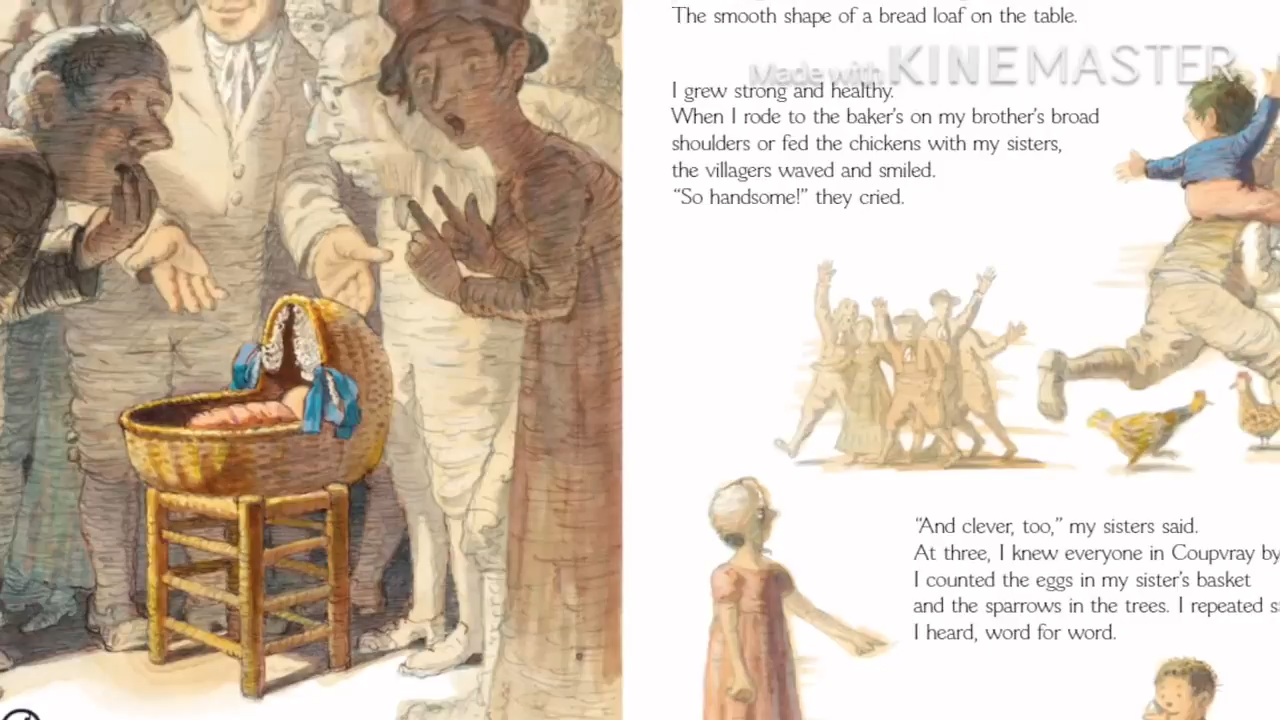 The smooth shape of a bread loaf on the table.
Made with KINEMASTER
I grew strong and healthy.
When I rode to the baker's on my brother's broad
shoulders or fed the chickens with my sisters,
the villagers waved and smiled.
“So handsome!” they cried.
“And clever, too,” my sisters said.
At three, I knew everyone in Coupvray by
I counted the eggs in my sister's basket
and the sparrows in the trees. I repeated
I heard, word for word.